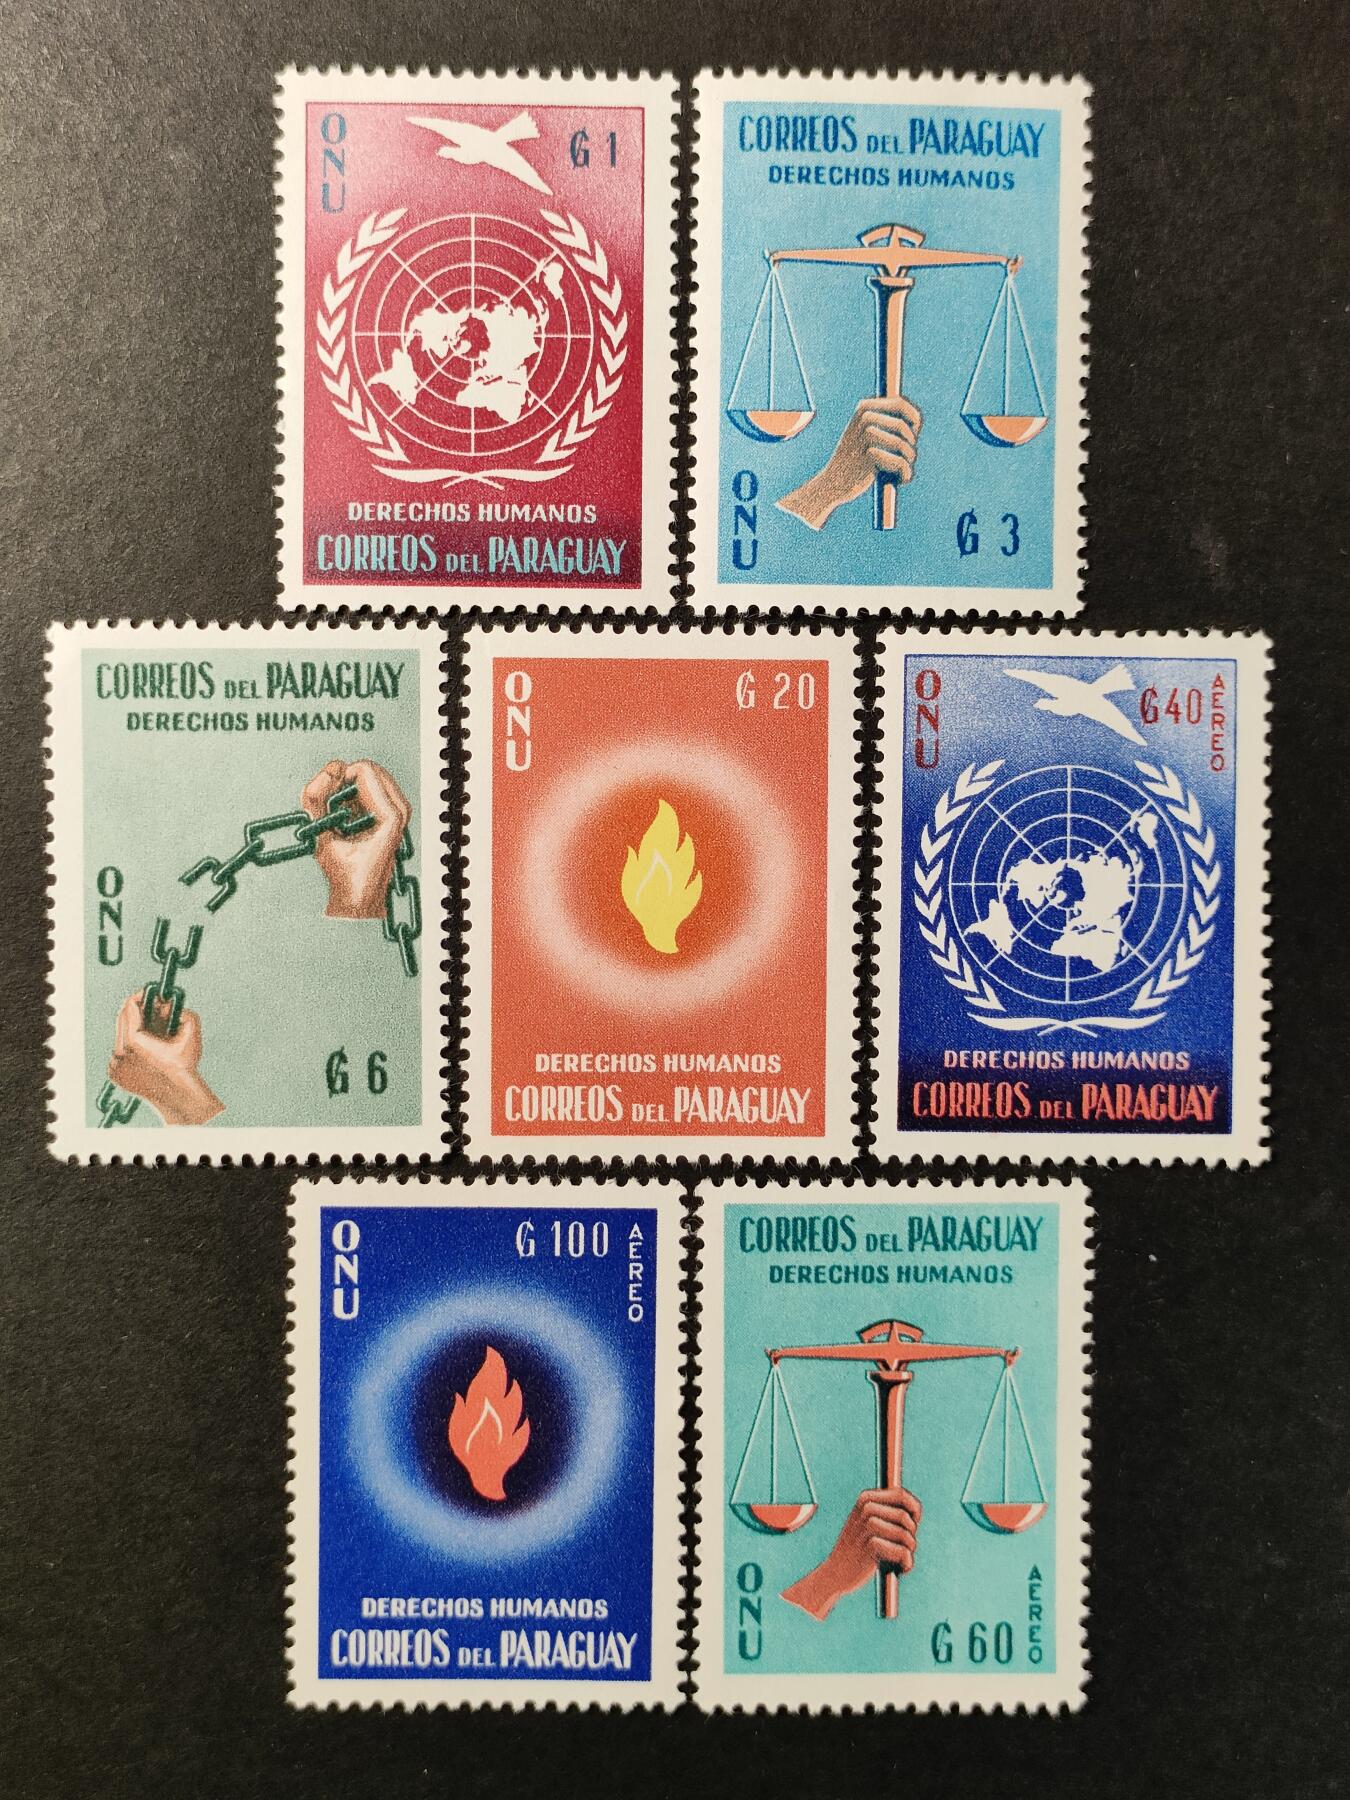 ONU
₲ 1
DERECHOS HUMANOS
CORREOS DEL PARAGUAY
CORREOS DEL PARAGUAY
DERECHOS HUMANOS
ONU
₲ 3
CORREOS DEL PARAGUAY
DERECHOS HUMANOS
ONU
₲ 6
ONU
₲ 20
DERECHOS HUMANOS
CORREOS DEL PARAGUAY
ONU
₲40
AEREO
DERECHOS HUMANOS
CORREOS DEL PARAGUAY
ONU
₲ 100
AEREO
DERECHOS HUMANOS
CORREOS DEL PARAGUAY
CORREOS DEL PARAGUAY
DERECHOS HUMANOS
ONU
₲ 60
AEREO